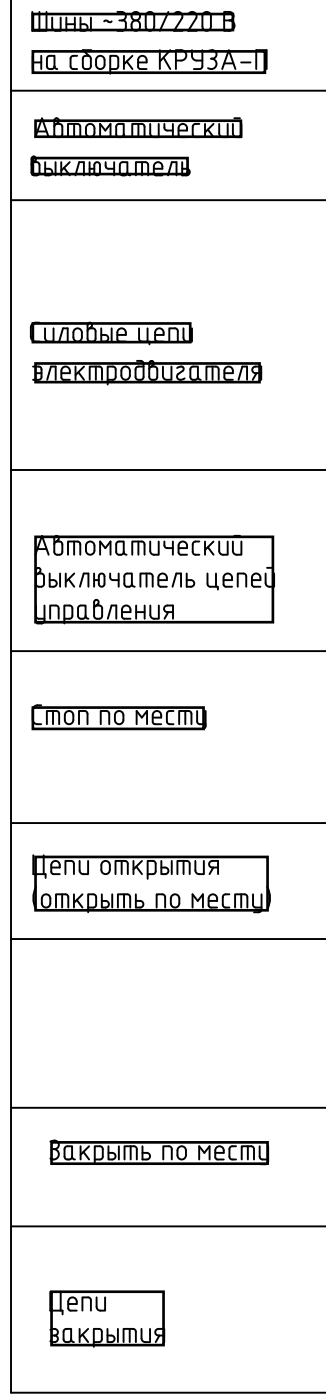 Шины ~380/220 В
на сборке КРУЗА-П
Автоматический
выключатель
Силовые цепи
электродвигателя
Автоматический
выключатель цепей
управления
Стоп по месту
Цепи открытия
(открыть по месту)
Закрыть по месту
Цепи
закрытия